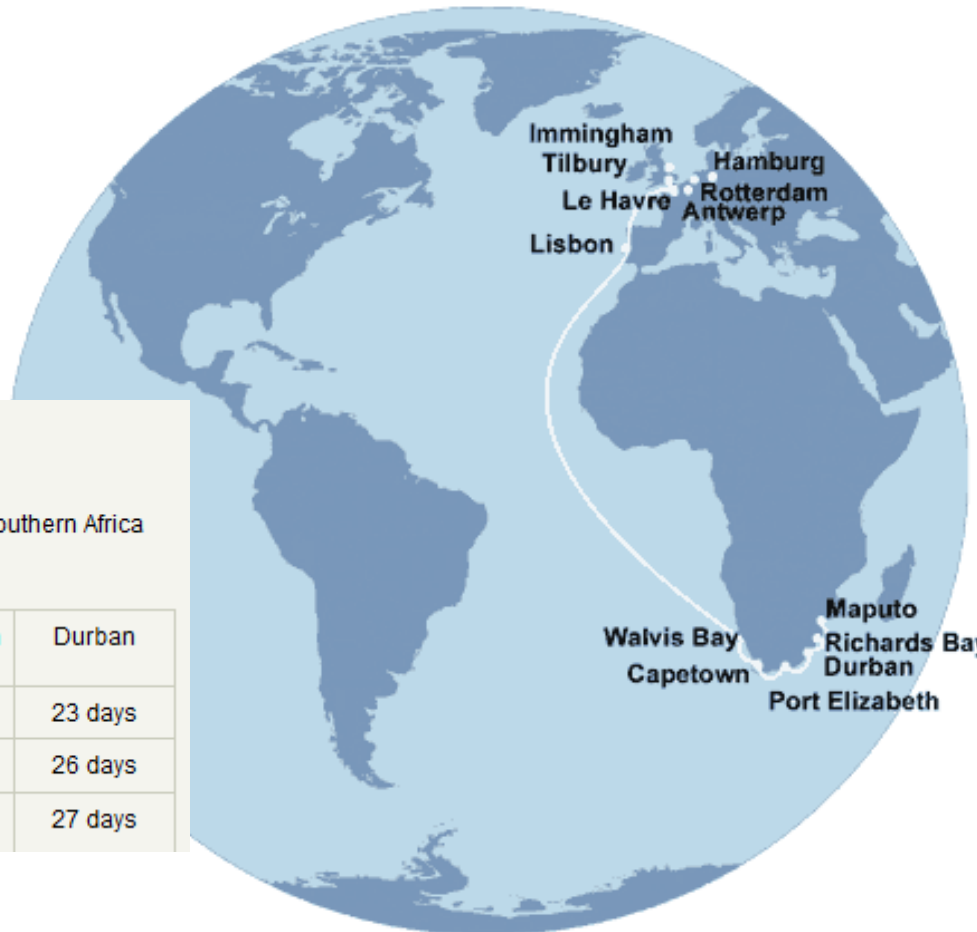 Immingham
Tilbury
Hamburg
Le Havre
Rotterdam
Antwerp
Lisbon
Southern Africa
Durban
23 days
26 days
27 days
Maputo
Walvis Bay
Richards Bay
Durban
Capetown
Port Elizabeth